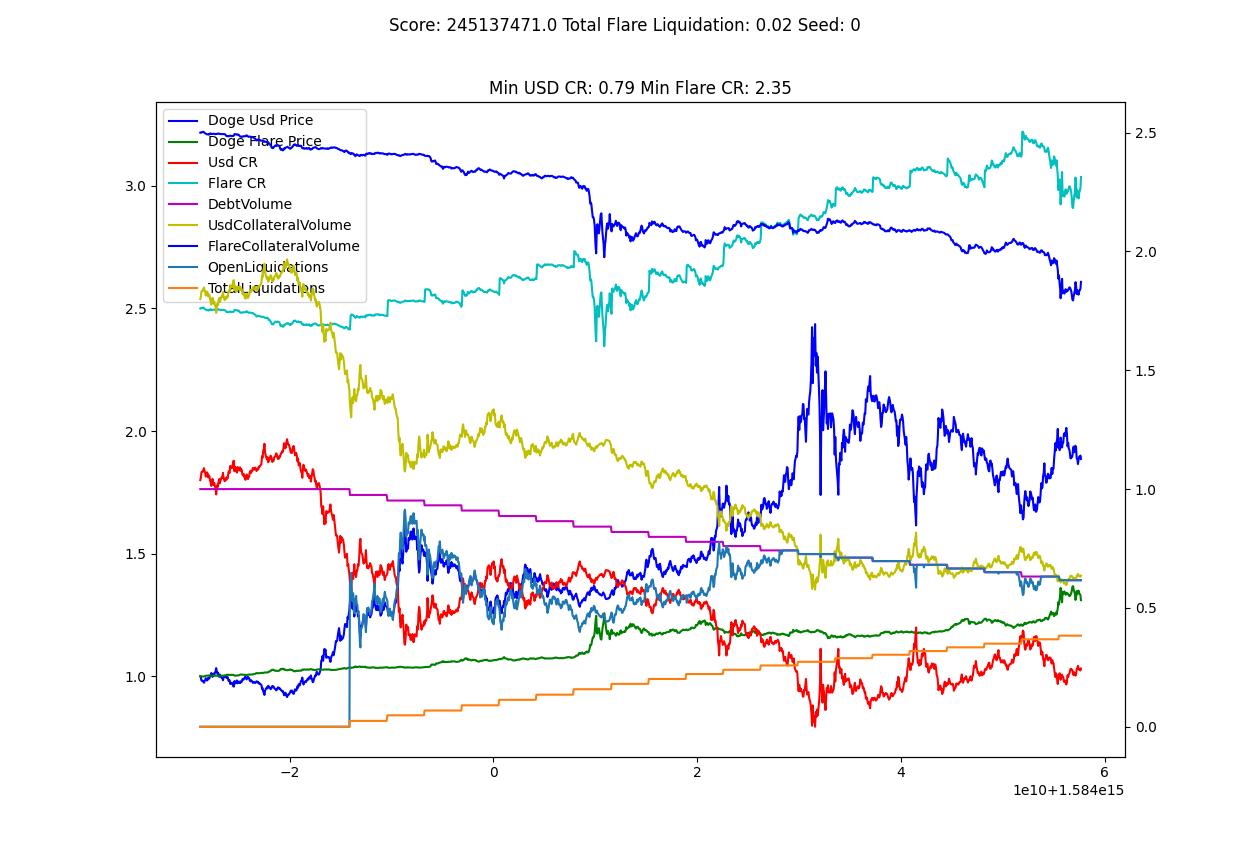 Score: 245137471.0 Total Flare Liquidation: 0.02 Seed: 0
Min USD CR: 0.79 Min Flare CR: 2.35
Doge Usd Price
Doge Flare Price
Usd CR
Flare CR
DebtVolume
UsdCollateralVolume
FlareCollateralVolume
OpenLiquidations
TotalLiquidations
3.0
2.5
2.0
1.5
1.0
2.5
2.0
1.5
1.0
0.5
0.0
−2
0
2
4
6
1e10+1.584e15